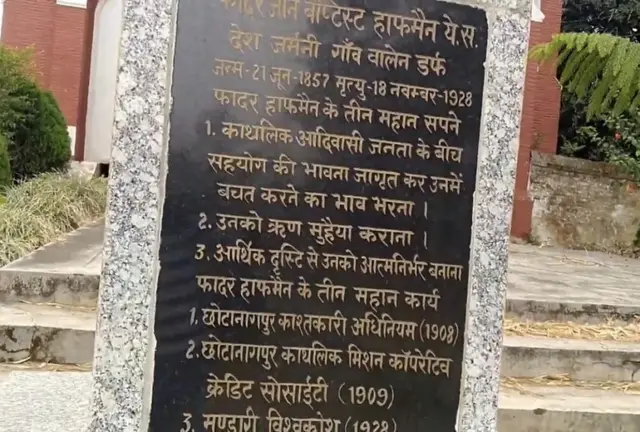 फादर जॉन बाप्टिस्ट हाफमैन ये.स.
देश जर्मनी गाँव वालेन डर्फ
जन्म-21 जून-1857 मृत्यु-18 नवम्बर-1928
फादर हाफमैन के तीन महान सपने
1. काथलिक आदिवासी जनता के बीच
सहयोग की भावना जागृत कर उनमें
बचत करने का भाव भरना ।
2. उनको ऋण सुहैया कराना ।
3. आर्थिक दृस्टि से उनको आत्मनिर्भर बनाना
फादर हाफमैन के तीन महान कार्य
1. छोटानागपुर काश्तकारी अधिनियम (1908)
2. छोटानागपुर काथलिक मिशन कॉपरेटिव
क्रेडिट सोसाईटी (1909)
3. मुण्डारी विश्वकोश (1928)